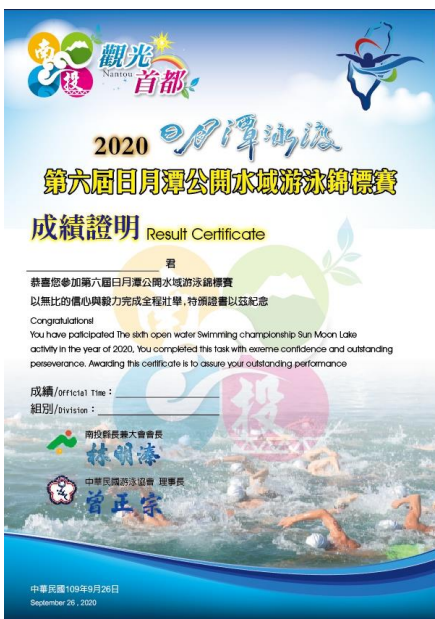 南投
觀光
Nantou
首都
2020 日月潭泳渡
第六屆日月潭公開水域游泳錦標賽
成績證明 Result Certificate
君
恭喜您參加第六屆日月潭公開水域游泳錦標賽
以無比的信心與毅力完成全程壯舉,特頒證書以茲紀念
Congratulations!
You have paticipated The sixth open water Swimming championship Sun Moon Lake
activity in the year of 2020, You completed this task with exreme confidence and outstanding
perseverance. Awarding this certificate is to assure your outstanding performance
成績/Official Time：
組別/Division：
南投縣長兼大會會長
林明溱
中華民國游泳協會 理事長
曾正宗
中華民國109年9月26日
September 26 , 2020